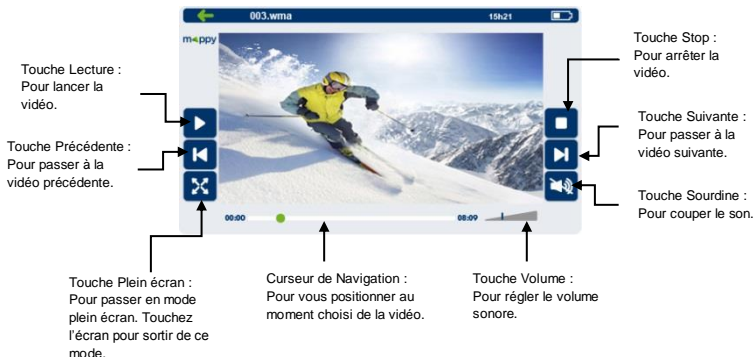 003.wma
15h21
mappy
Touche Stop :
Pour arrêter la
vidéo.
Touche Lecture :
Pour lancer la
vidéo.
Touche Suivante :
Pour passer à la
vidéo suivante.
Touche Précédente :
Pour passer à la
vidéo précédente.
Touche Sourdine :
Pour couper le son.
00:00
08:09
Touche Plein écran :
Pour passer en mode
plein écran. Touchez
l'écran pour sortir de ce
mode.
Curseur de Navigation :
Pour vous positionner au
moment choisi de la vidéo.
Touche Volume :
Pour régler le volume
sonore.